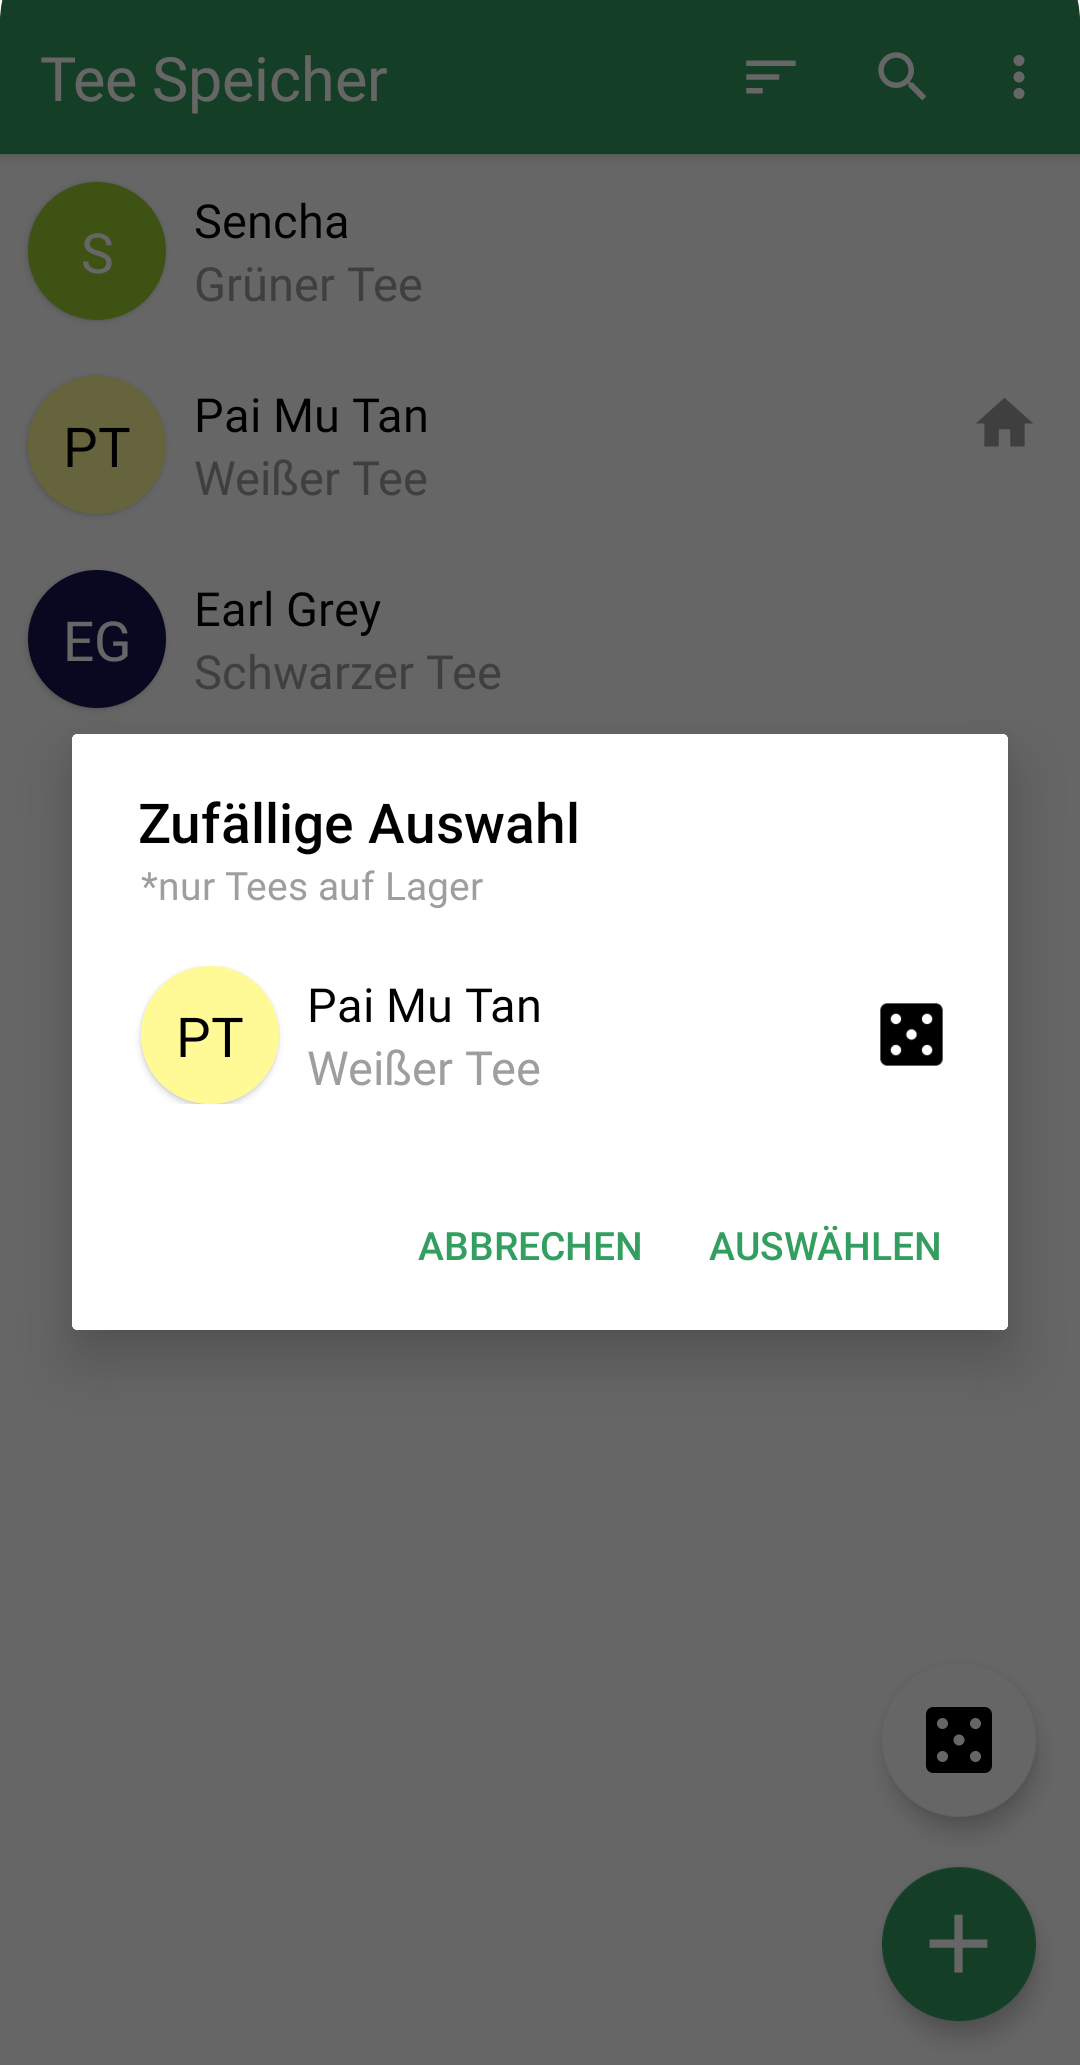 Tee Speicher
S
Sencha
Grüner Tee
PT
Pai Mu Tan
Weißer Tee
EG
Earl Grey
Schwarzer Tee
Zufällige Auswahl
*nur Tees auf Lager
PT
Pai Mu Tan
Weißer Tee
ABBRECHEN AUSWÄHLEN